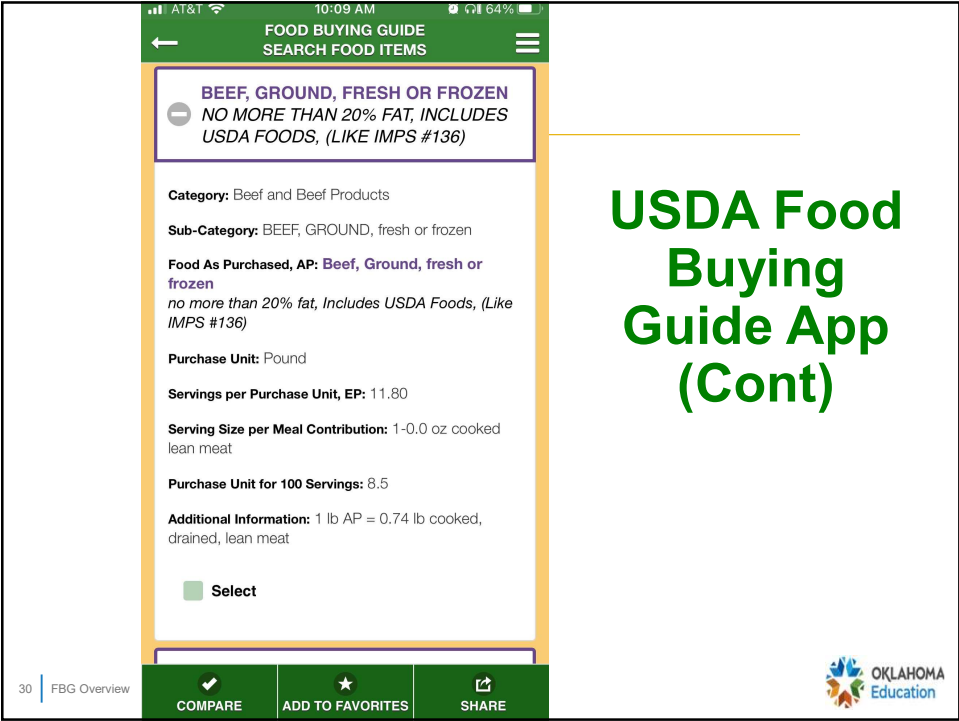 AT&T 10:09 AM 64%
FOOD BUYING GUIDE
SEARCH FOOD ITEMS
BEEF, GROUND, FRESH OR FROZEN
NO MORE THAN 20% FAT, INCLUDES
USDA FOODS, (LIKE IMPS #136)
Category: Beef and Beef Products
Sub-Category: BEEF, GROUND, fresh or frozen
Food As Purchased, AP: Beef, Ground, fresh or
frozen
no more than 20% fat, Includes USDA Foods, (Like
IMPS #136)
Purchase Unit: Pound
Servings per Purchase Unit, EP: 11.80
Serving Size per Meal Contribution: 1-0.0 oz cooked
lean meat
Purchase Unit for 100 Servings: 8.5
Additional Information: 1 lb AP = 0.74 lb cooked,
drained, lean meat
Select
COMPARE
ADD TO FAVORITES
SHARE
USDA Food
Buying
Guide App
(Cont)
30 FBG Overview
OKLAHOMA
Education